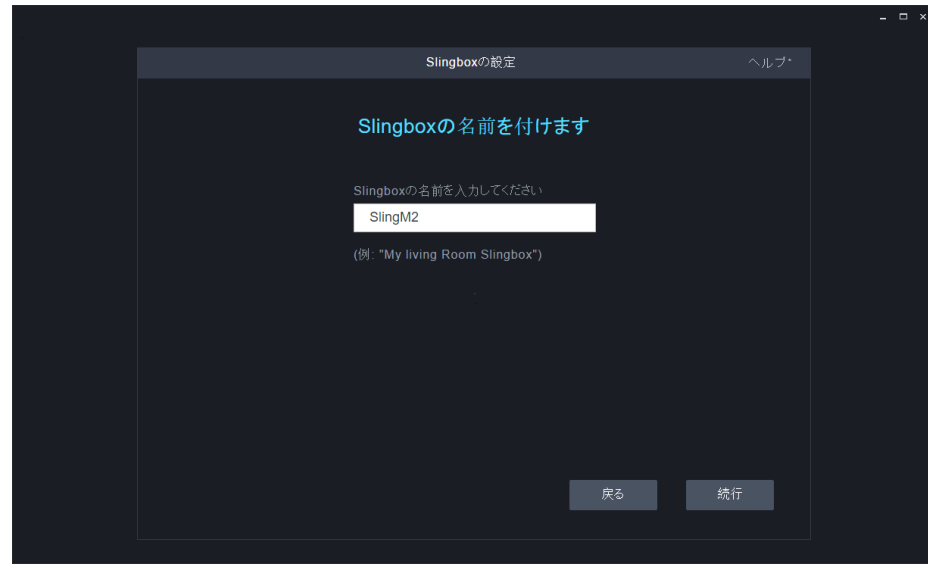 Slingboxの設定
ヘルプ
Slingboxの名前を付けます
Slingboxの名前を入力してください
SlingM2
(例: "My living Room Slingbox")
戻る
続行